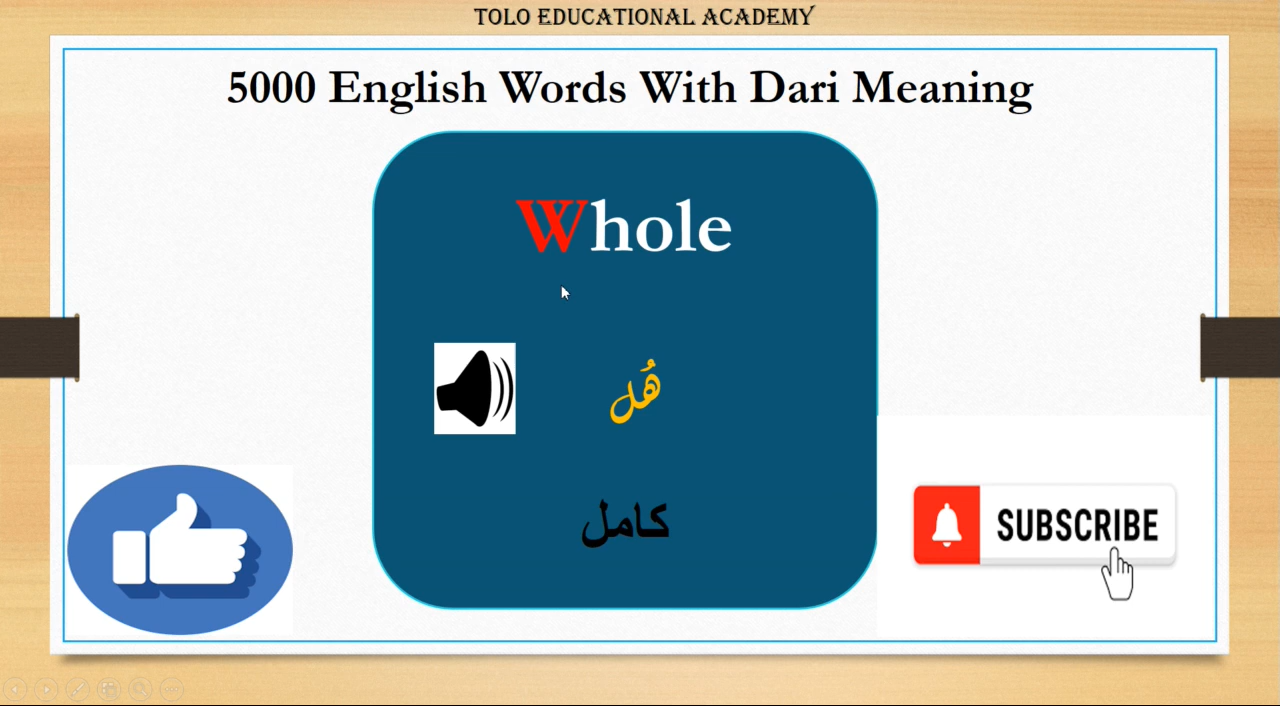 TOLO EDUCATIONAL ACADEMY
5000 English Words With Dari Meaning
Whole
هُل
کامل
SUBSCRIBE